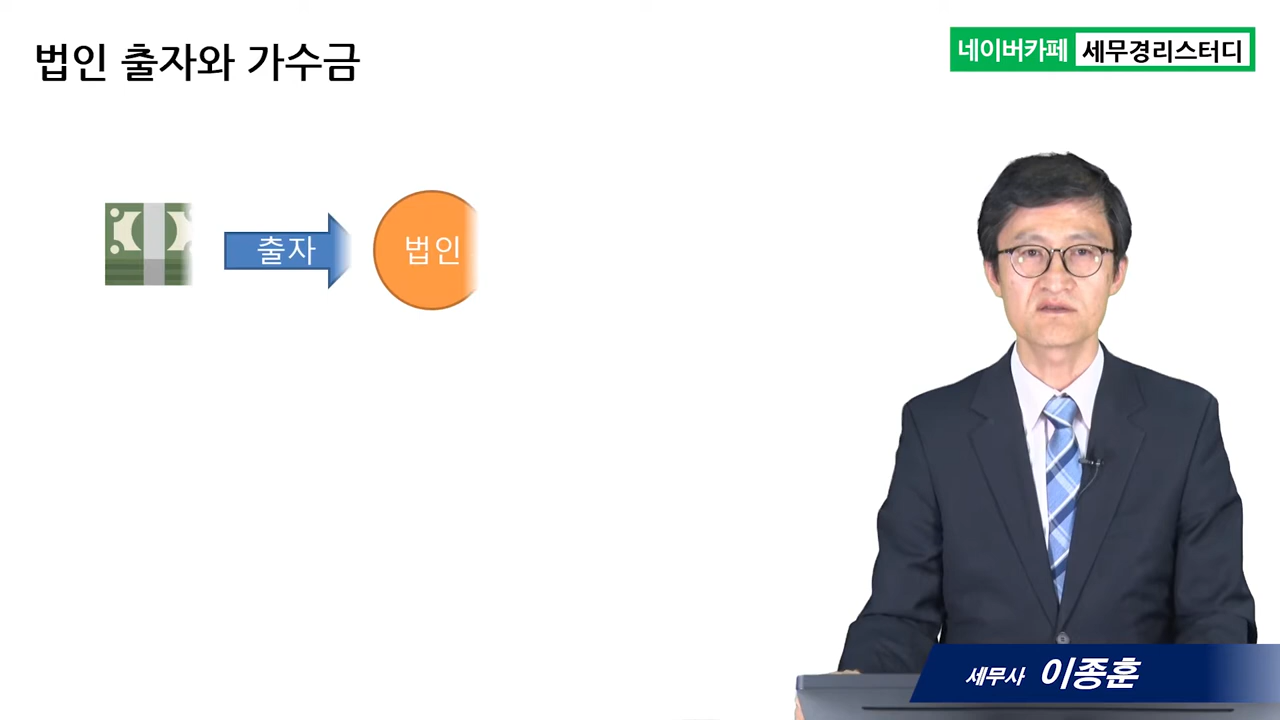 법인 출자와 가수금
네이버카페 세무경리스터디
출자
법인
세무사 이종훈